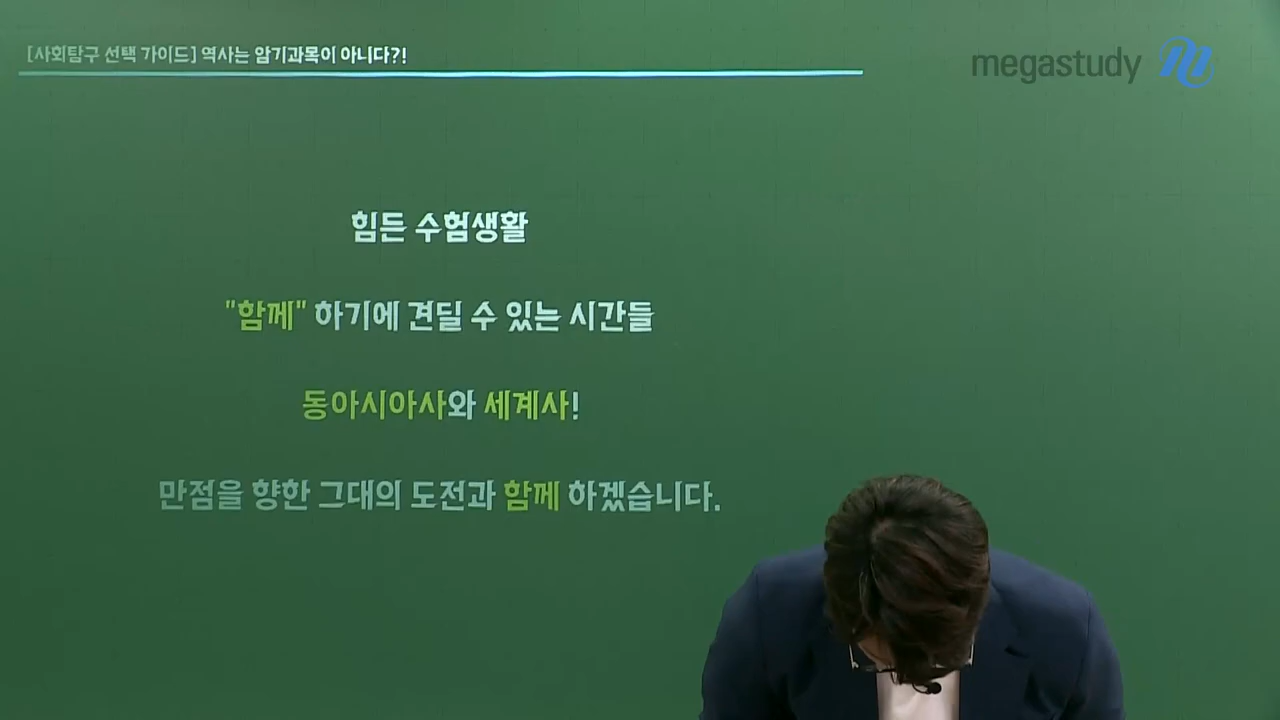 [사회탐구 선택 가이드] 역사는 암기과목이 아니다?!
megastudy
힘든 수험생활
"함께" 하기에 견딜 수 있는 시간들
동아시아사와 세계사!
만점을 향한 그대의 도전과 함께 하겠습니다.